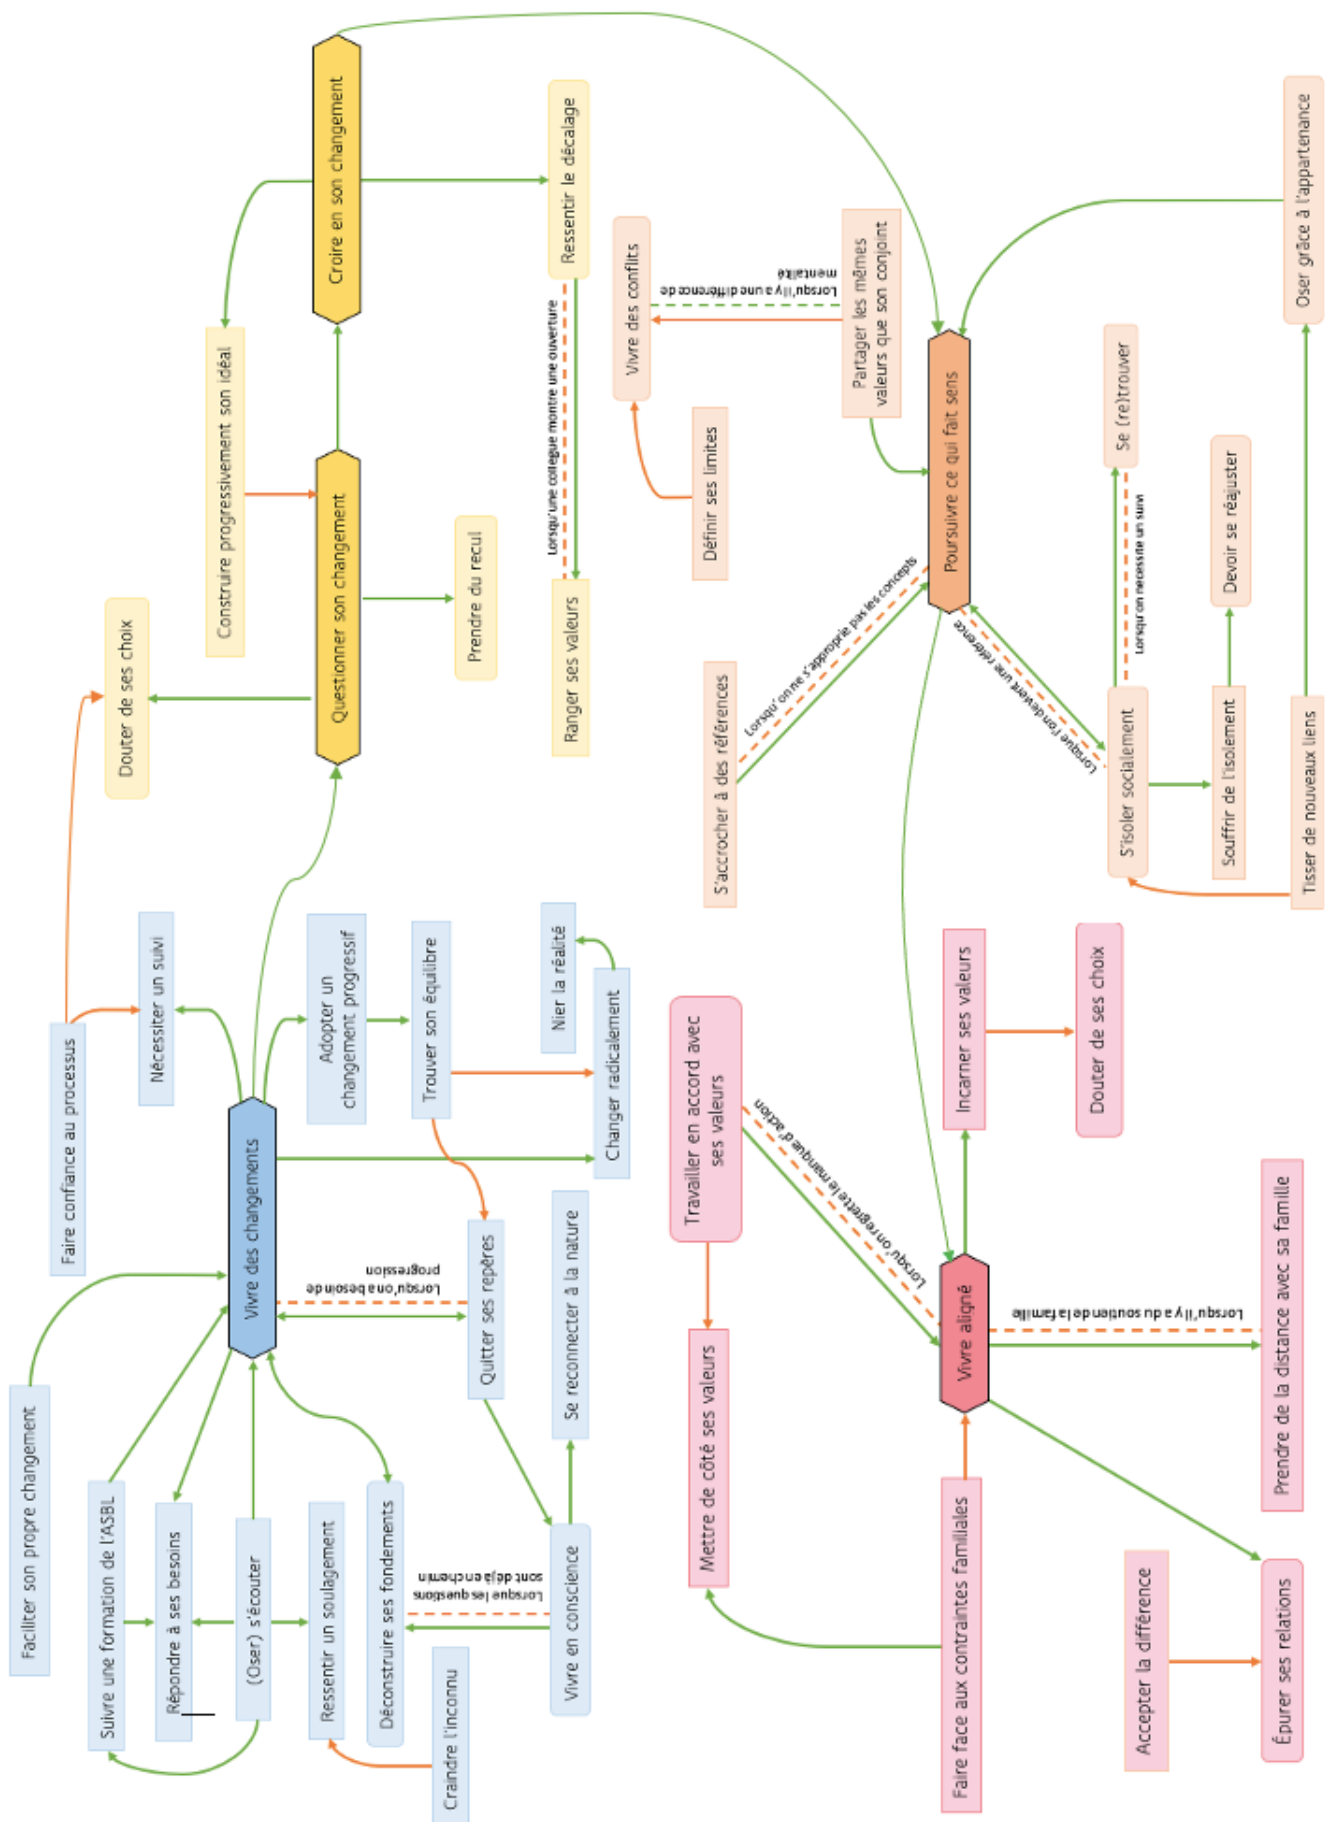 Faciliter son propre changement
Suivre une formation de l'ASBL
Répondre à ses besoins
(Oser) s'écouter
Ressentir un soulagement
Déconstruire ses fondements
Craindre l'inconnu
Lorsque les questions
sont déjà en chemin
Vivre en conscience
Se reconnecter à la nature
Quitter ses repères
Lorsqu'on a besoin de
progression
Vivre des changements
Faire confiance au processus
Nécessiter un suivi
Adopter un
changement progressif
Trouver son équilibre
Changer radicalement
Nier la réalité
Douter de ses choix
Construire progressivement son idéal
Questionner son changement
Prendre du recul
Croire en son changement
Ressentir le décalage
Lorsqu'une collegue montre une ouverture
Ranger ses valeurs
Faire face aux contraintes familiales
Mettre de côté ses valeurs
Travailler en accord avec
ses valeurs
Lorsqu'on regrette le manque d'action
Vivre aligné
Incarner ses valeurs
Douter de ses choix
Lorsqu'il y a du soutien de la famille
Prendre de la distance avec sa famille
Accepter la différence
Épurer ses relations
Vivre des conflits
Définir ses limites
Lorsqu'il y a une différence de
mentalité
Partager les mêmes
valeurs que son conjoint
Poursuivre ce qui fait sens
S'accrocher à des références
Lorsqu'on ne s'approprie pas les concepts
Lorsque l'on devient une référence
S'isoler socialement
Se (re)trouver
Lorsqu'on necessite un suivi
Souffrir de l'isolement
Devoir se réajuster
Tisser de nouveaux liens
Oser grâce à l'appartenance